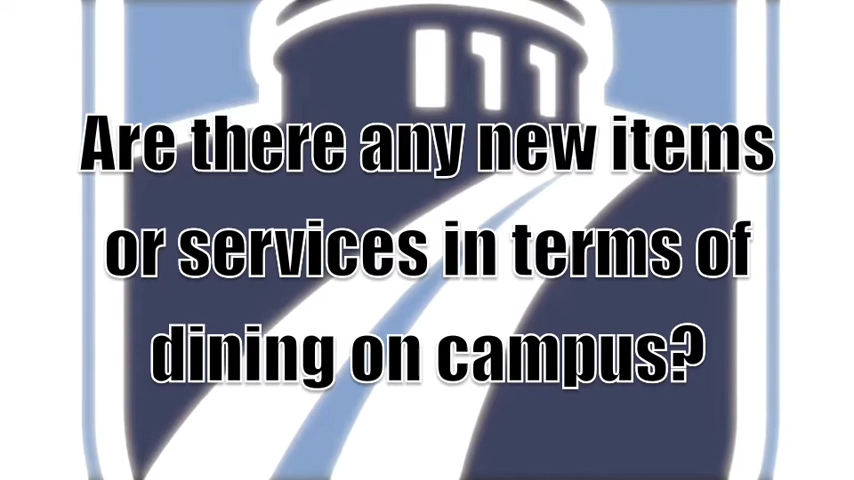 Are there any new items
or services in terms of
dining on campus?